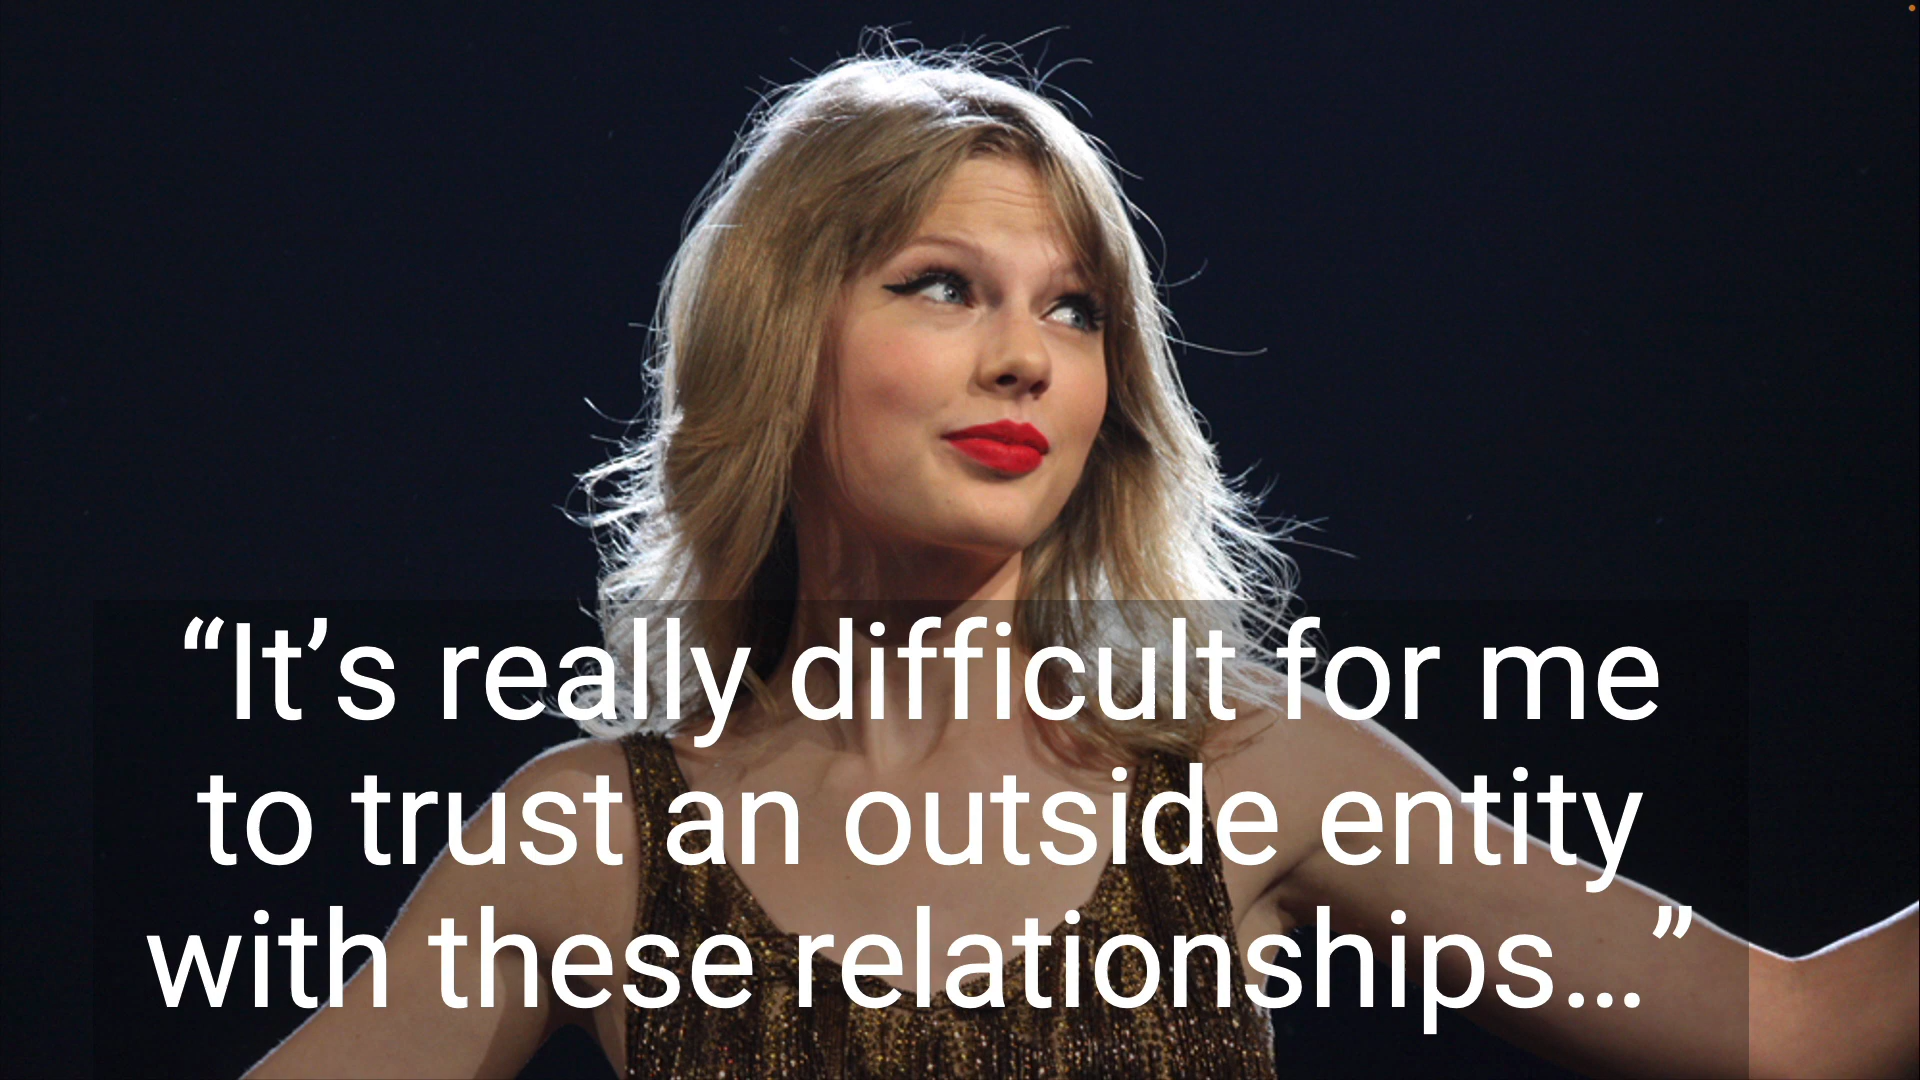 “It’s really difficult for me
to trust an outside entity
with these relationships…”